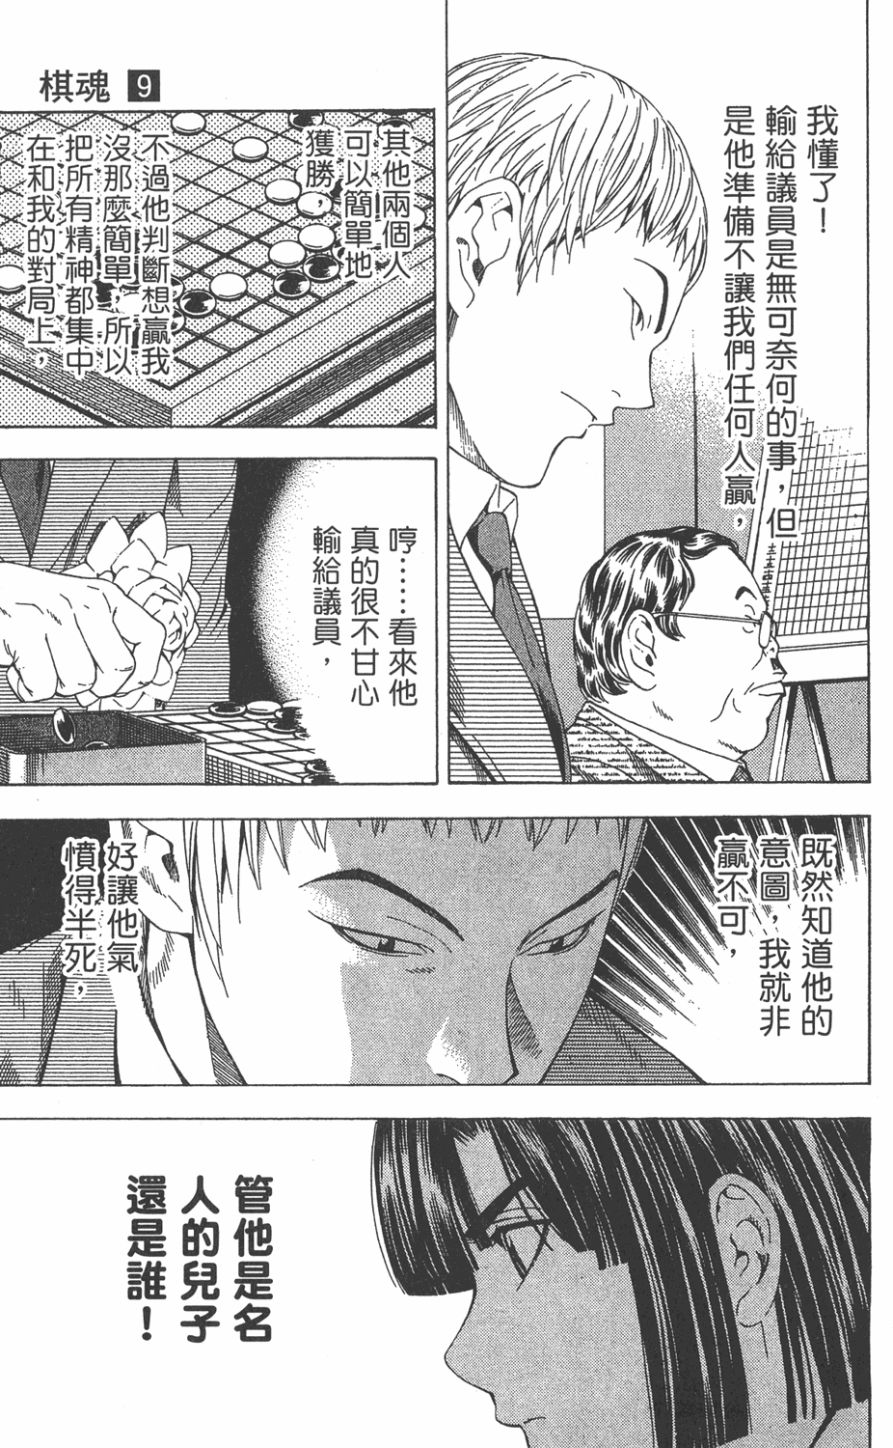 棋魂 9
我懂了！
輸給議員是無可奈何的事，但
是他準備不讓我們任何人贏，
其他兩個人
可以簡單地
獲勝，
不過他判斷想贏我
沒那麼簡單，所以
把所有精神都集中
在和我的對局上，
哼……看來他
真的很不甘心
輸給議員，
既然知道他的
意圖，我就非
贏不可，
好讓他氣
憤得半死，
管他是名
人的兒子
還是誰！